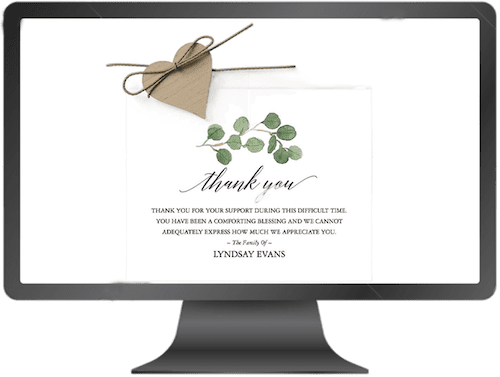 thank you
THANK YOU FOR YOUR SUPPORT DURING THIS DIFFICULT TIME.
YOU HAVE BEEN A COMFORTING BLESSING AND WE CANNOT
ADEQUATELY EXPRESS HOW MUCH WE APPRECIATE YOU.
~ The Family Of ~
LYNDSAY EVANS